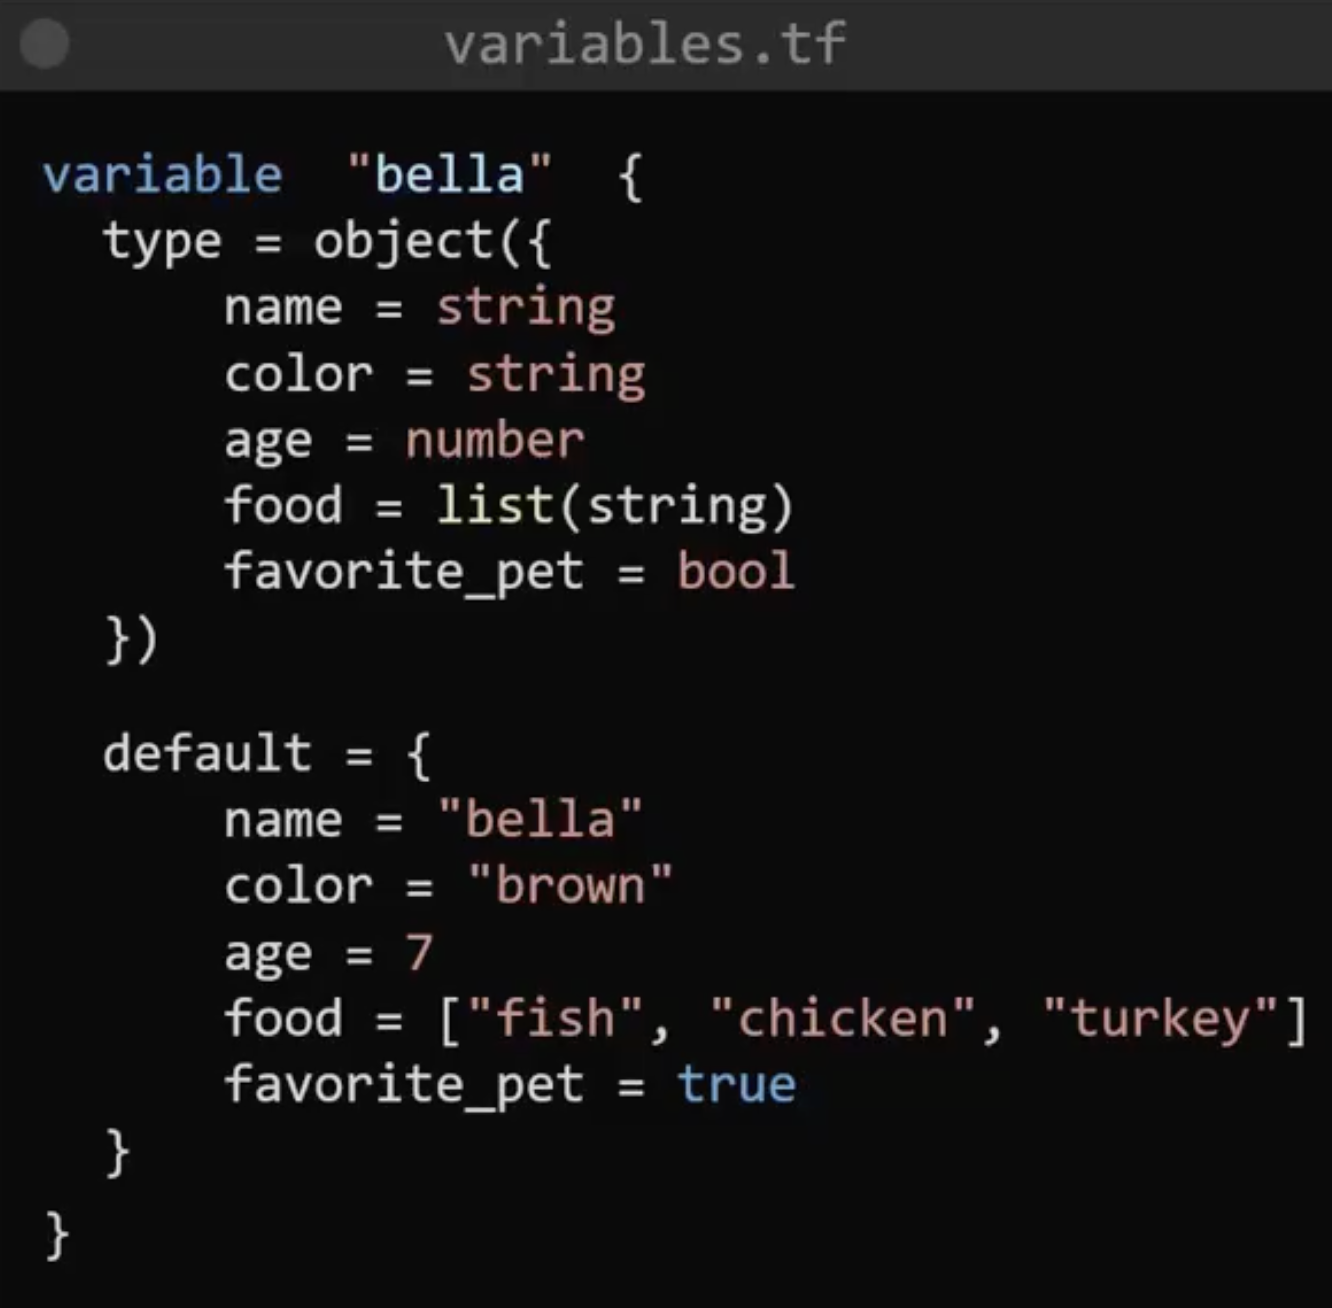 variables.tf
variable "bella" {
type = object({
name = string
color = string
age = number
food = list(string)
favorite_pet = bool
})
default = {
name = "bella"
color = "brown"
age = 7
food = ["fish", "chicken", "turkey"]
favorite_pet = true
}
}